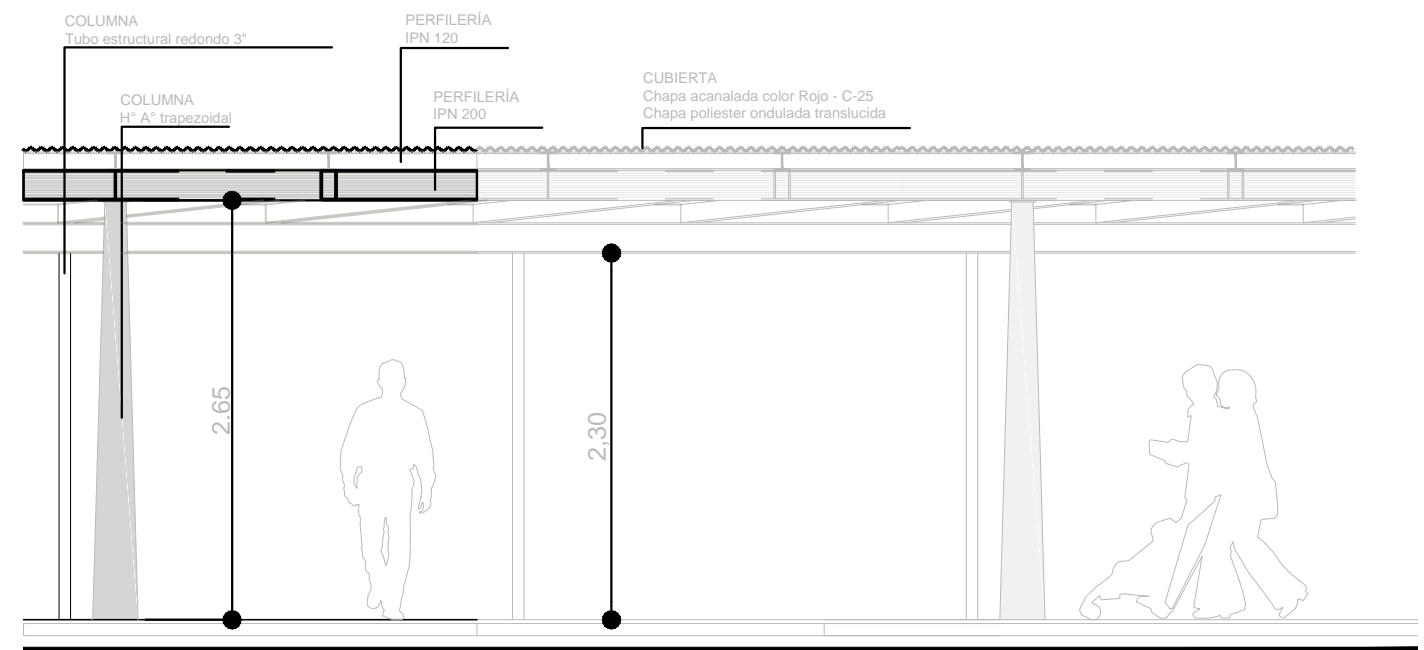 COLUMNA
Tubo estructural redondo 3"
PERFILERÍA
IPN 120
COLUMNA
H° A° trapezoidal
PERFILERÍA
IPN 200
CUBIERTA
Chapa acanalada color Rojo - C-25
Chapa poliester ondulada translucida
2.65
2,30